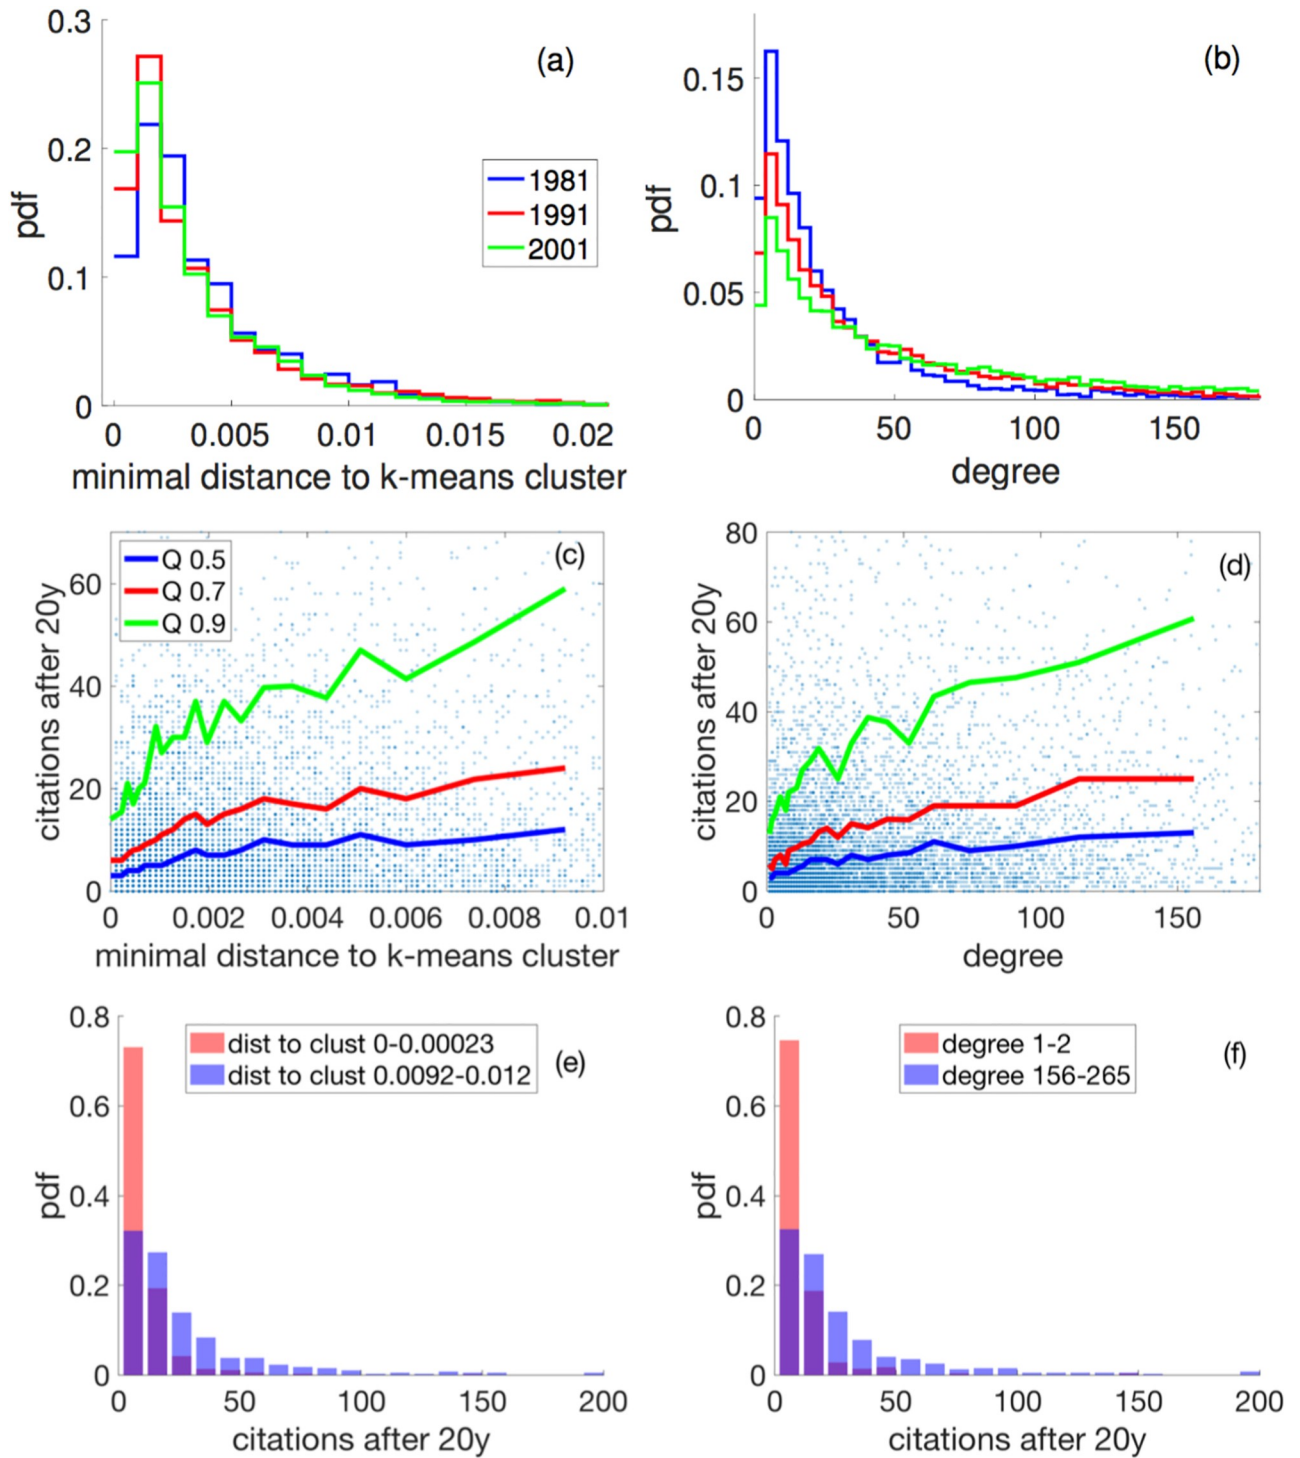 0.3
0.2
0.1
0
pdf
(a)
1981
1991
2001
0 0.005 0.01 0.015 0.02
minimal distance to k-means cluster
0.15
0.1
0.05
0
pdf
(b)
0 50 100 150
degree
60
40
20
0
citations after 20y
Q 0.5
Q 0.7
Q 0.9
(c)
0 0.002 0.004 0.006 0.008 0.01
minimal distance to k-means cluster
80
60
40
20
0
citations after 20y
(d)
0 50 100 150
degree
0.8
0.6
0.4
0.2
0
pdf
dist to clust 0-0.00023
dist to clust 0.0092-0.012
(e)
0 50 100 150 200
citations after 20y
0.8
0.6
0.4
0.2
0
pdf
degree 1-2
degree 156-265
(f)
0 50 100 150 200
citations after 20y